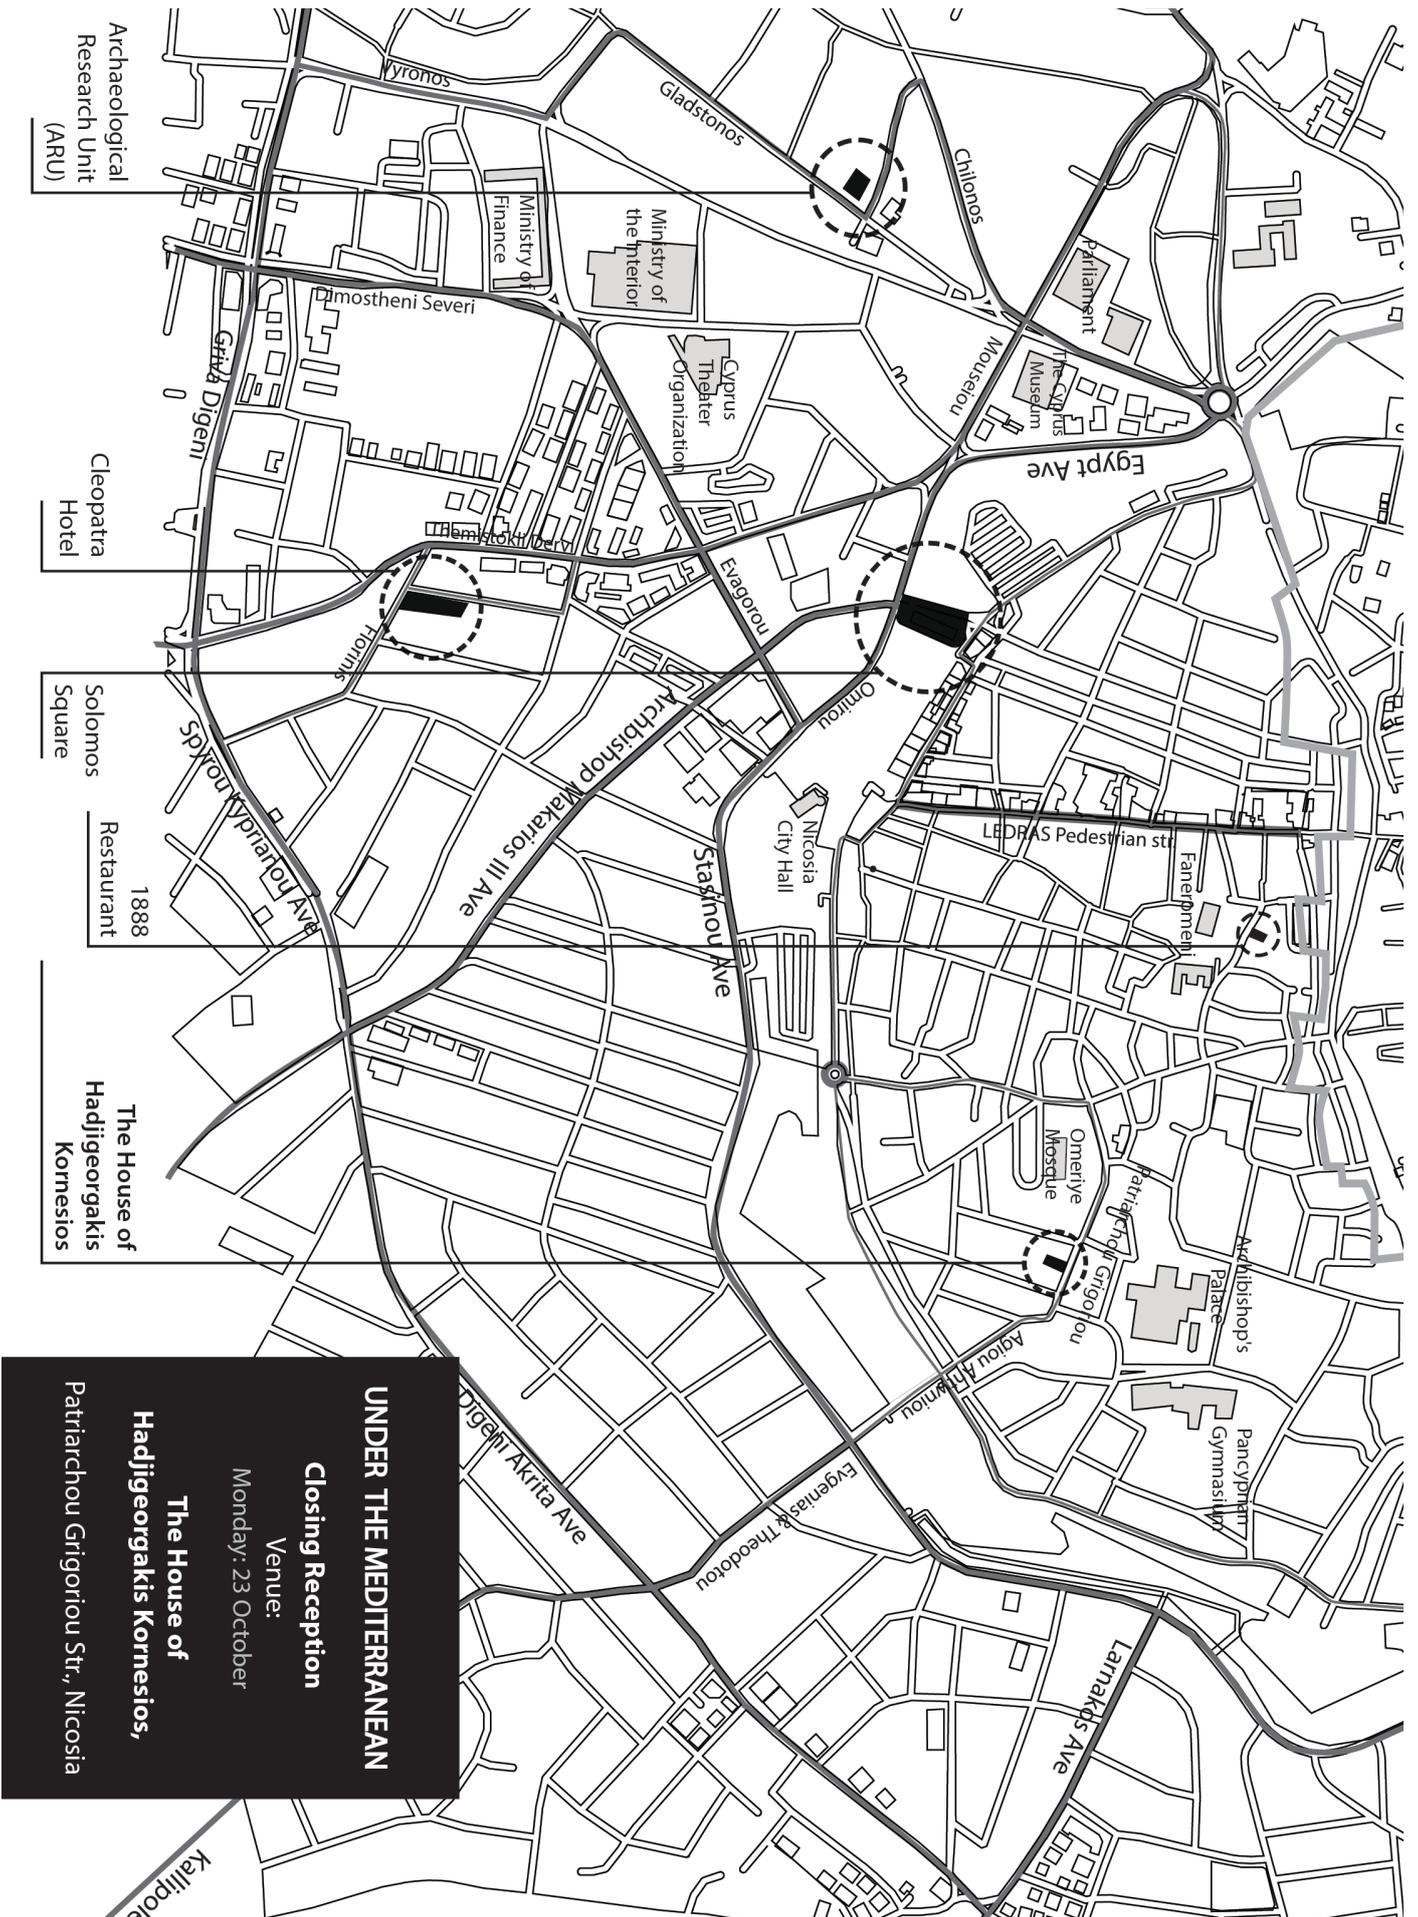 Archaeological
Research Unit
(ARU)
Cleopatra
Hotel
Solomos
Square
1888
Restaurant
The House of
Hadjigeorgakis
Kornesios
Vyronos
Gladstonos
Chilonos
Ministry of
Finance
Ministry of
the Interior
Parliament
Dimostheni Severi
Griva Digeni
Cyprus
Theater
Organization
The Cyprus
Museum
Mouseiou
Egypt Ave
Themistokli Dervi
Evagorou
Florinis
Omirou
Archbishop Makarios III Ave
Spyrou Kyprianou Ave
Stasinou Ave
Nicosia
City Hall
LEDRAS Pedestrian str.
Faneromeni
Omeriye
Mosque
Patriarchou Grigoriou
Archibishop's
Palace
Agiou Antwniou
Pancyprian
Gymnasium
Evgenias & Theodotou
Digeni Akrita Ave
Larnakos Ave
UNDER THE MEDITERRANEAN
Closing Reception
Venue:
Monday: 23 October
The House of
Hadjigeorgakis Kornesios,
Patriarchou Grigoriou Str., Nicosia